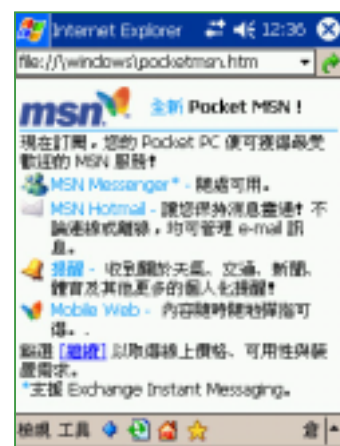 Internet Explorer 12:36
file://\windows\pocketmsn.htm
msn 全新 Pocket MSN !
現在訂閱，您的 Pocket PC 便可獲得最受
歡迎的 MSN 服務!
MSN Messenger* - 隨處可用。
MSN Hotmail - 讓您保持消息靈通! 不
論連線或離線，均可管理 e-mail 訊
息。
提醒 - 收到關於天氣、交通、新聞、
體育及其他更多的個人化提醒!
Mobile Web - 內容隨時隨地彈指可
得。.
點選 [繼續] 以取得線上價格、可用性與裝
置需求。
*支援 Exchange Instant Messaging。
檢視 工具 倉